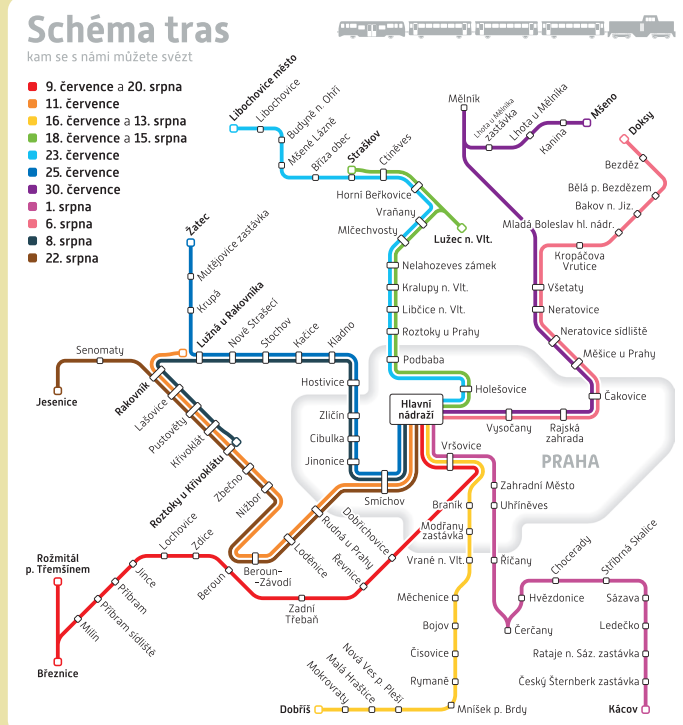 Schéma tras
kam se s námi můžete svézt
9. července a 20. srpna
11. července
16. července a 13. srpna
18. července a 15. srpna
23. července
25. července
30. července
1. srpna
6. srpna
8. srpna
22. srpna
Libochovice město
Libochovice
Budyně n. Ohří
Mšené Lázně
Bříza obec
Straškov
Ctiněves
Horní Beřkovice
Vraňany
Mlčechvosty
Lužec n. Vlt.
Nelahozeves zámek
Kralupy n. Vlt.
Libčice n. Vlt.
Roztoky u Prahy
Podbaba
Holešovice
Hlavní
nádraží
Mělník
Lhota u Mělníka
zastávka
Lhota u Mělníka
Kanina
Mšeno
Doksy
Bezděz
Bělá p. Bezdězem
Bakov n. Jiz.
Mladá Boleslav hl. nádr.
Kropáčova
Vrutice
Všetaty
Neratovice
Neratovice sídliště
Měšice u Prahy
Čakovice
Vysočany
Rajská
zahrada
PRAHA
Žatec
Mutějovice zastávka
Krupá
Lužná u Rakovníka
Nové Strašecí
Stochov
Kačice
Kladno
Hostivice
Zličín
Cibulka
Jinonice
Smíchov
Senomaty
Jesenice
Rakovník
Lašovice
Pustověty
Křivoklát
Roztoky u Křivoklátu
Zbečno
Nižbor
Beroun-
-Závodí
Loděnice
Rudná u Prahy
Dobřichovice
Řevnice
Zadní
Třebaň
Beroun
Zdice
Lochovice
Jince
Příbram
Příbram sídliště
Milín
Rožmitál
p. Třemšínem
Březnice
Vršovice
Braník
Modřany
zastávka
Vrané n. Vlt.
Měchenice
Bojov
Čisovice
Rymaně
Mníšek p. Brdy
Nová Ves p. Pleší
Malá Hraštice
Mokrovraty
Dobříš
Zahradní Město
Uhříněves
Říčany
Čerčany
Hvězdonice
Chocerady
Stříbrná Skalice
Sázava
Ledečko
Rataje n. Sáz. zastávka
Český Šternberk zastávka
Kácov